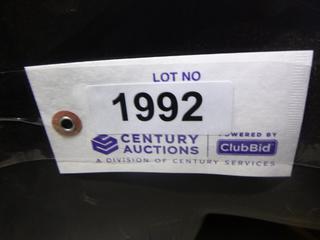 LOT NO
1992
CENTURY
AUCTIONS
POWERED BY
ClubBid
A DIVISION OF CENTURY SERVICES